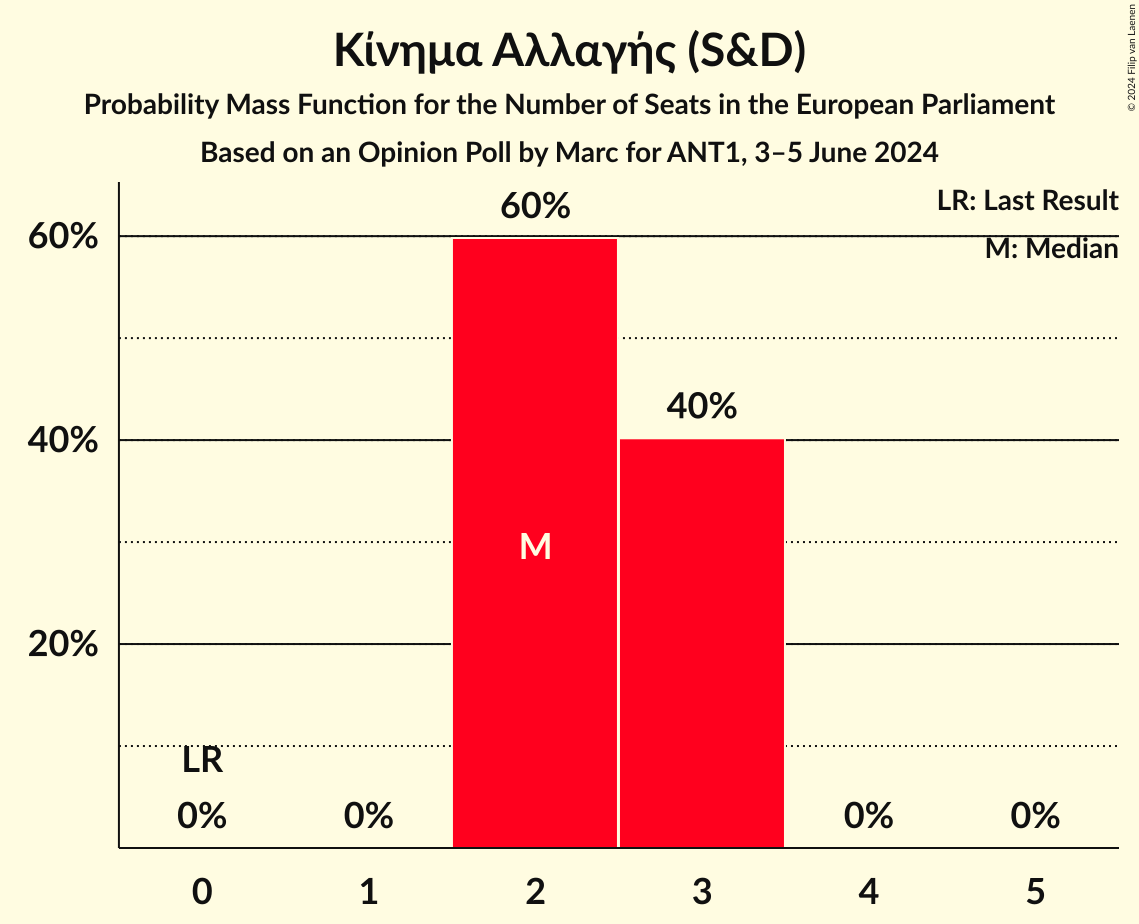 Κίνημα Αλλαγής (S&D)
Probability Mass Function for the Number of Seats in the European Parliament
Based on an Opinion Poll by Marc for ANT1, 3–5 June 2024
© 2024 Filip van Laenen
LR: Last Result
M: Median
60%
40%
20%
60%
40%
M
LR
0%
0%
0%
0%
0 1 2 3 4 5